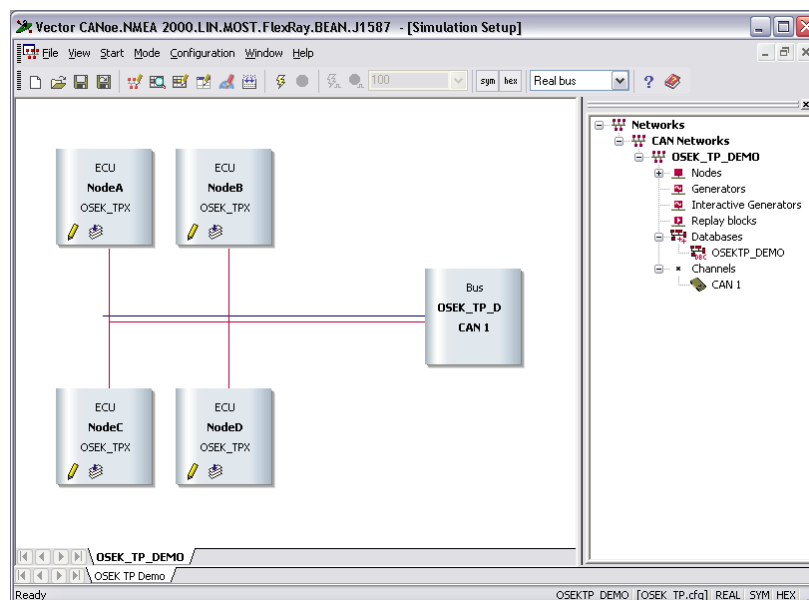 Vector CANoe.NMEA 2000.LIN.MOST.FlexRay.BEAN.J1587 - [Simulation Setup]
File View Start Mode Configuration Window Help
100 sym hex Real bus ?
ECU
NodeA
OSEK_TPX
ECU
NodeB
OSEK_TPX
Bus
OSEK_TP_D
CAN 1
ECU
NodeC
OSEK_TPX
ECU
NodeD
OSEK_TPX
Networks
CAN Networks
OSEK_TP_DEMO
Nodes
Generators
Interactive Generators
Replay blocks
Databases
OSEKTP_DEMO
Channels
CAN 1
OSEK_TP_DEMO
OSEK TP Demo
Ready OSEKTP_DEMO [OSEK_TP.cfg] REAL SYM HEX